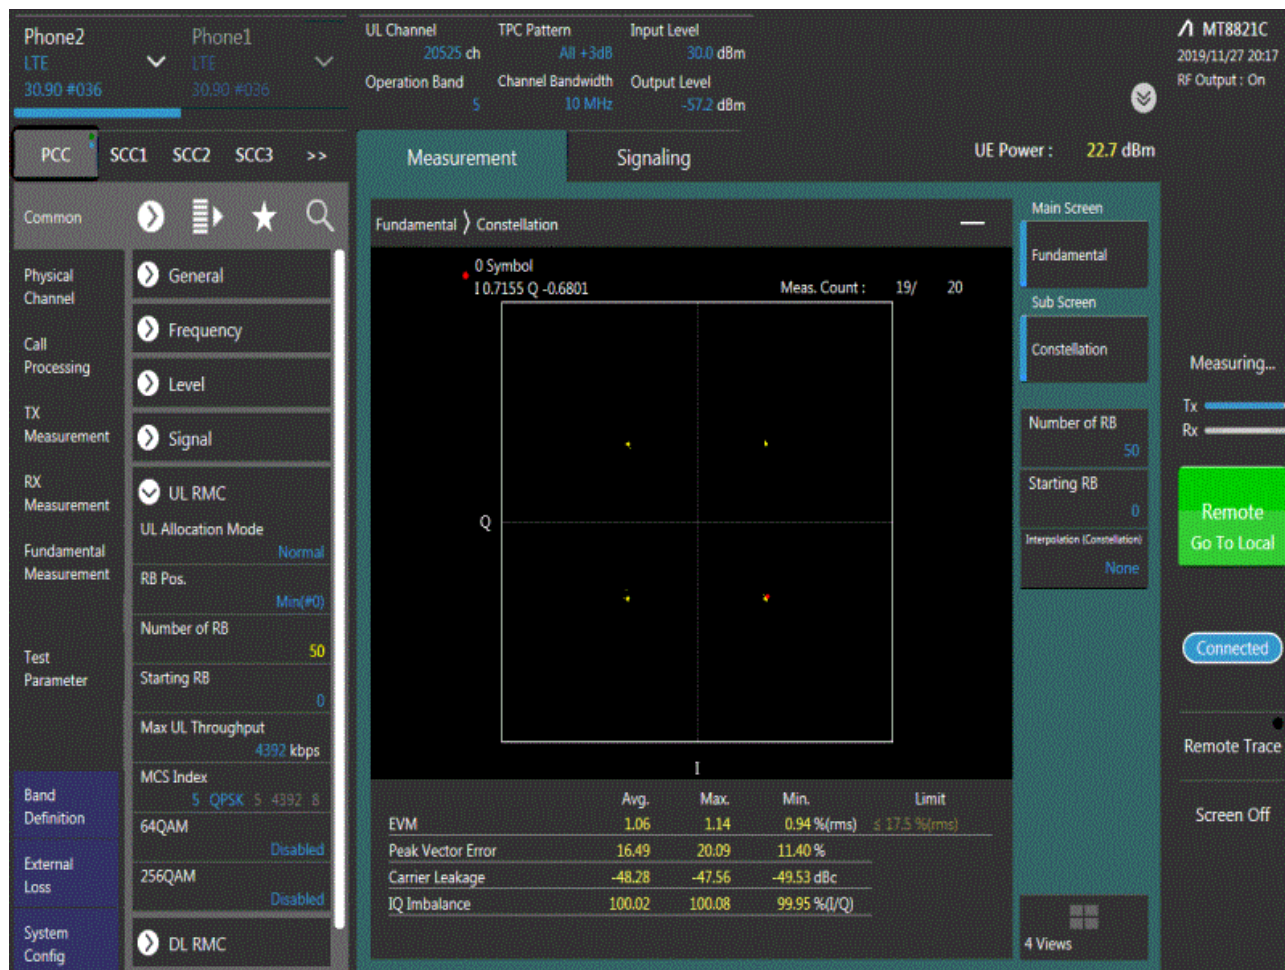 Phone2
LTE
30.90 #036
Phone1
LTE
30.90 #036
UL Channel
20525 ch
TPC Pattern
All +3dB
Input Level
30.0 dBm
Operation Band
5
Channel Bandwidth
10 MHz
Output Level
-57.2 dBm
MT8821C
2019/11/27 20:17
RF Output : On
PCC SCC1 SCC2 SCC3 >>
Measurement
Signaling
UE Power : 22.7 dBm
Common
Physical
Channel
Call
Processing
TX
Measurement
RX
Measurement
Fundamental
Measurement
Test
Parameter
Band
Definition
External
Loss
System
Config
General
Frequency
Level
Signal
UL RMC
UL Allocation Mode
Normal
RB Pos.
Min(#0)
Number of RB
50
Starting RB
0
Max UL Throughput
4392 kbps
MCS Index
5 QPSK 5 4392 8
64QAM
Disabled
256QAM
Disabled
DL RMC
Fundamental 〉 Constellation
0 Symbol
I 0.7155 Q -0.6801
Meas. Count : 19/ 20
Q
I
Avg. Max. Min. Limit
EVM 1.06 1.14 0.94 %(rms) ≤ 17.5 %(rms)
Peak Vector Error 16.49 20.09 11.40 %
Carrier Leakage -48.28 -47.56 -49.53 dBc
IQ Imbalance 100.02 100.08 99.95 %(I/Q)
Main Screen
Fundamental
Sub Screen
Constellation
Number of RB
50
Starting RB
0
Interpolation (Constellation)
None
4 Views
Measuring...
Tx
Rx
Remote
Go To Local
Connected
Remote Trace
Screen Off